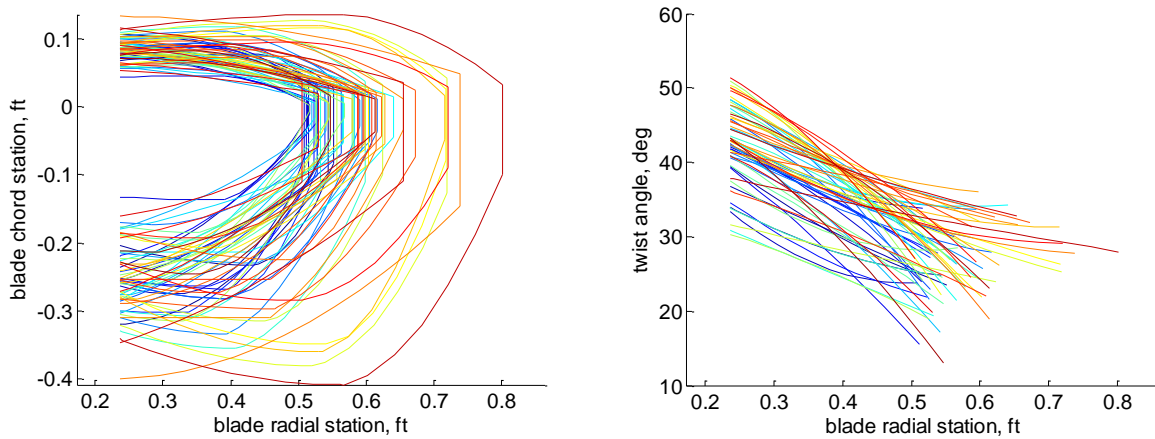 0.1
0
-0.1
-0.2
-0.3
-0.4
blade chord station, ft
0.2 0.3 0.4 0.5 0.6 0.7 0.8
blade radial station, ft
60
50
40
30
20
10
twist angle, deg
0.2 0.3 0.4 0.5 0.6 0.7 0.8
blade radial station, ft